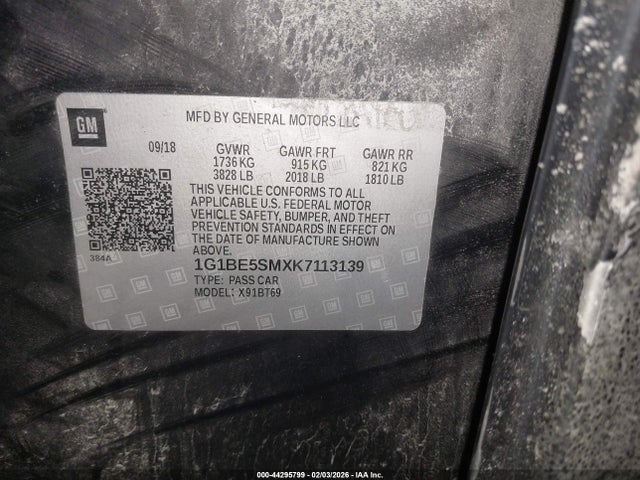 GM
MFD BY GENERAL MOTORS LLC
09/18 GVWR GAWR FRT GAWR RR
1736 KG 915 KG 821 KG
3828 LB 2018 LB 1810 LB
THIS VEHICLE CONFORMS TO ALL
APPLICABLE U.S. FEDERAL MOTOR
VEHICLE SAFETY, BUMPER, AND THEFT
PREVENTION STANDARDS IN EFFECT ON
THE DATE OF MANUFACTURE SHOWN
ABOVE.
384A
1G1BE5SMXK7113139
TYPE: PASS CAR
MODEL: X91BT69
000-44295799 - 02/03/2026 - IAA Inc.